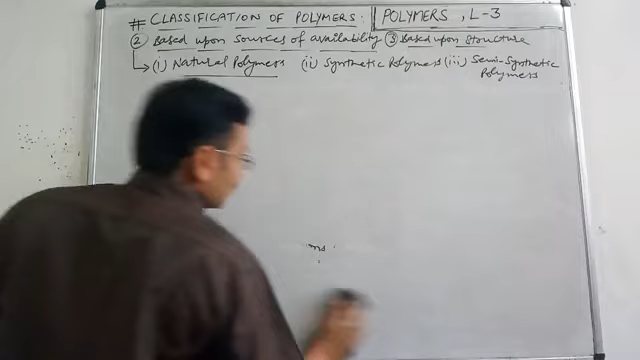 # CLASSIFICATION OF POLYMERS. POLYMERS, L-3
② Based upon Sources of availability ③ Based upon Structure
(i) Natural Polymers (ii) Synthetic Polymers (iii) Semi-Synthetic
Polymers